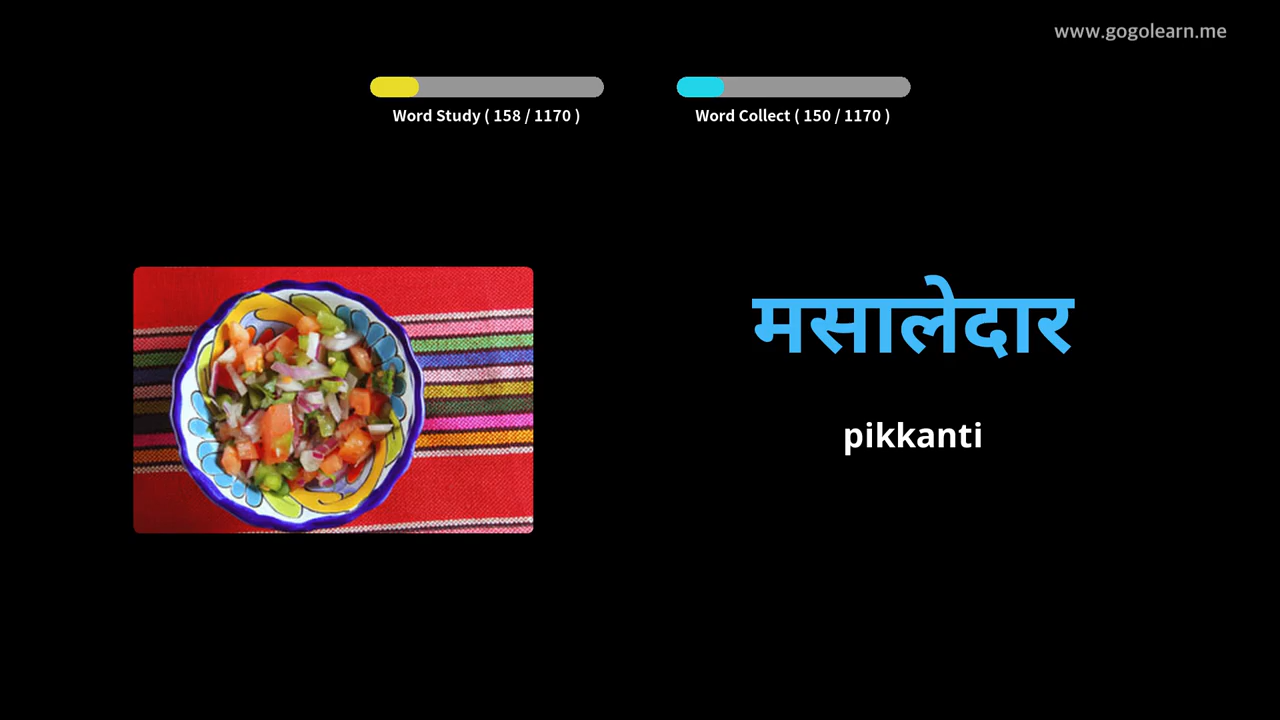 www.gogolearn.me
Word Study ( 158 / 1170 )
Word Collect ( 150 / 1170 )
मसालेदार
pikkanti